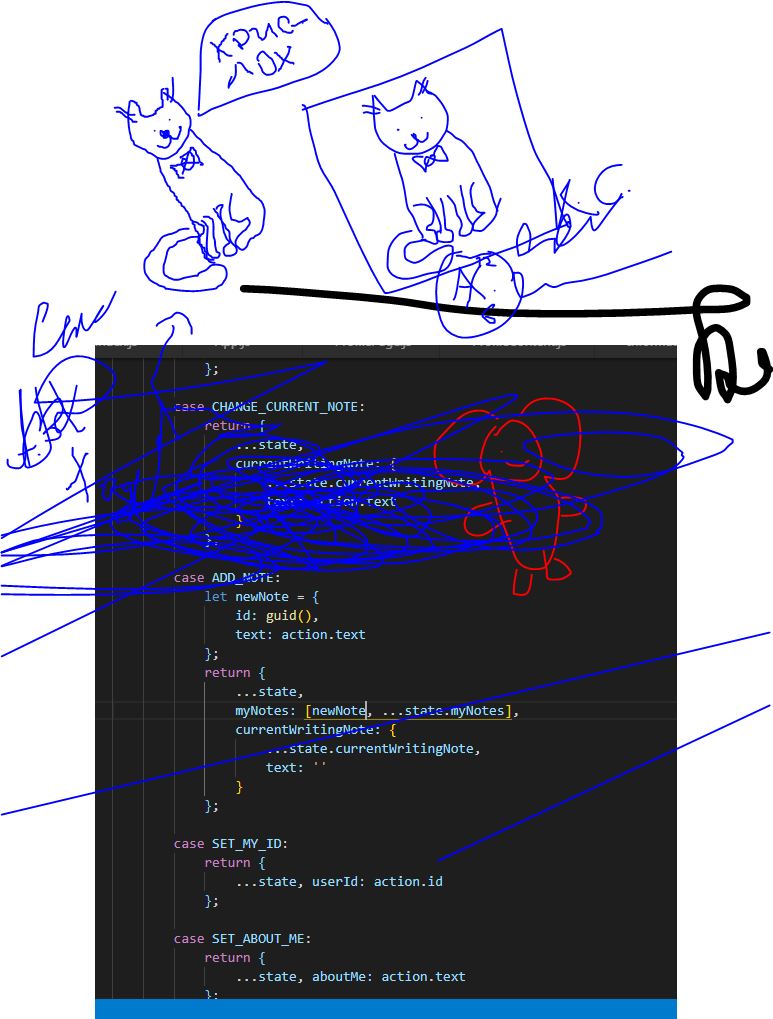 крис-
лох
К.С.
};
case CHANGE_CURRENT_NOTE:
return {
...state,
currentWritingNote: {
...state.currentWritingNote,
text: action.text
}
};
case ADD_NOTE:
let newNote = {
id: guid(),
text: action.text
};
return {
...state,
myNotes: [newNote, ...state.myNotes],
currentWritingNote: {
...state.currentWritingNote,
text: ''
}
};
case SET_MY_ID:
return {
...state, userId: action.id
};
case SET_ABOUT_ME:
return {
...state, aboutMe: action.text
};